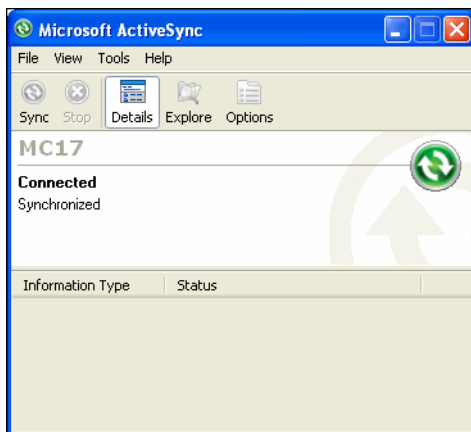 Microsoft ActiveSync
File View Tools Help
Sync Stop Details Explore Options
MC17
Connected
Synchronized
Information Type Status